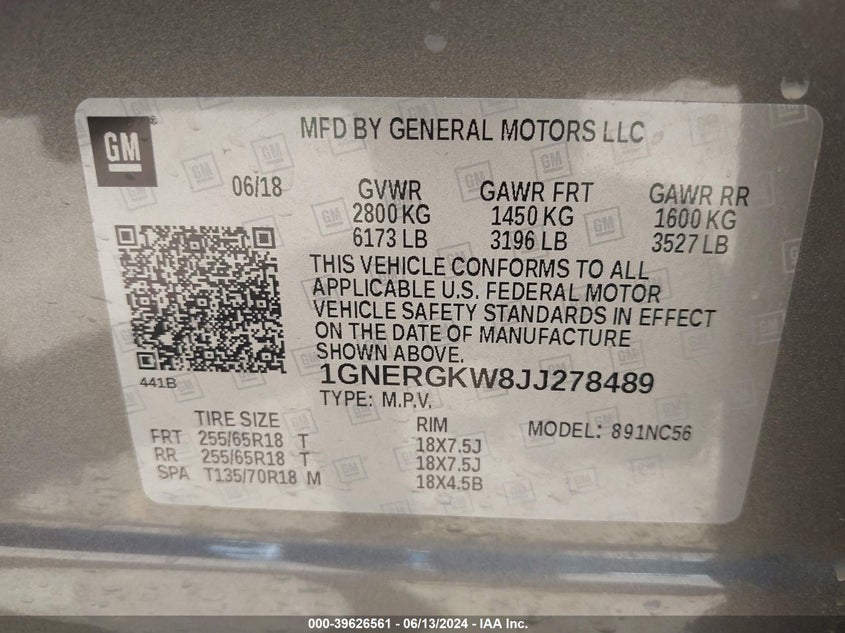 GM
®
MFD BY GENERAL MOTORS LLC
06/18
GVWR GAWR FRT GAWR RR
2800 KG 1450 KG 1600 KG
6173 LB 3196 LB 3527 LB
THIS VEHICLE CONFORMS TO ALL
APPLICABLE U.S. FEDERAL MOTOR
VEHICLE SAFETY STANDARDS IN EFFECT
ON THE DATE OF MANUFACTURE
SHOWN ABOVE.
441B
1GNERGKW8JJ278489
TYPE: M.P.V.
TIRE SIZE RIM MODEL: 891NC56
FRT 255/65R18 T 18X7.5J
RR 255/65R18 T 18X7.5J
SPA T135/70R18 M 18X4.5B
000-39626561 - 06/13/2024 - IAA Inc.